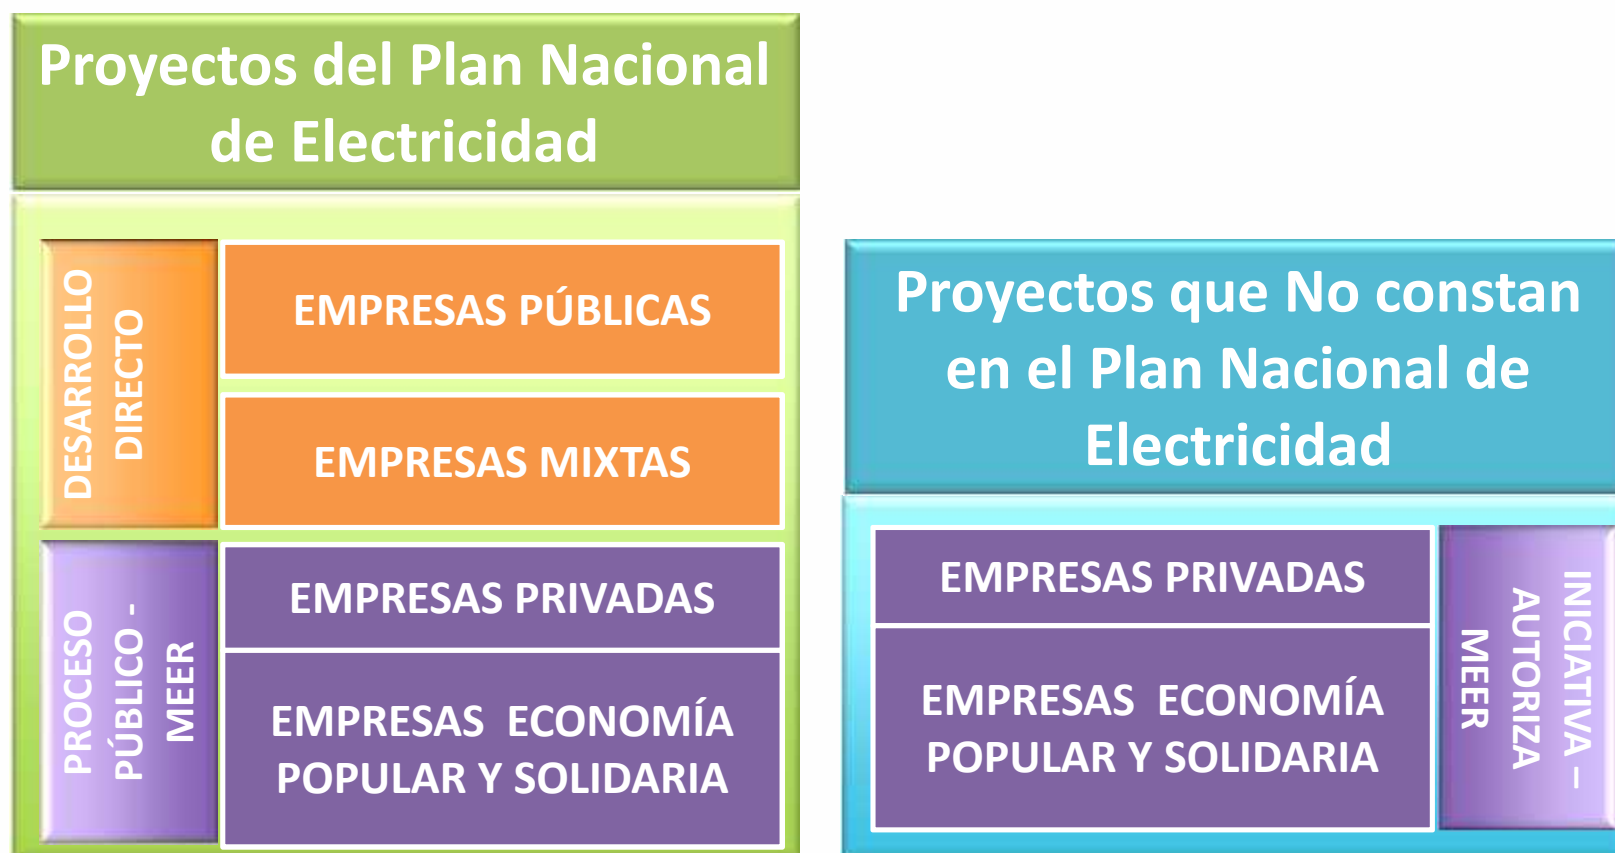 Proyectos del Plan Nacional
de Electricidad
DESARROLLO
DIRECTO
EMPRESAS PÚBLICAS
EMPRESAS MIXTAS
PROCESO
PÚBLICO -
MEER
EMPRESAS PRIVADAS
EMPRESAS ECONOMÍA
POPULAR Y SOLIDARIA
Proyectos que No constan
en el Plan Nacional de
Electricidad
EMPRESAS PRIVADAS
EMPRESAS ECONOMÍA
POPULAR Y SOLIDARIA
INICIATIVA –
AUTORIZA
MEER